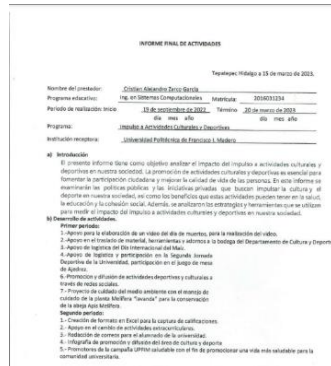 INFORME FINAL DE ACTIVIDADES
Tepatepec Hidalgo a 15 de marzo de 2023.
Nombre del prestador: Cristian Alejandro Zarco García
Programa educativo: Ing. en Sistemas Computacionales Matrícula: 2016031234
Periodo de realización: Inicio 19 de septiembre de 2022 Término 20 de marzo de 2023
día mes año día mes año
Programa: Impulso a Actividades Culturales y Deportivas
Institución receptora: Universidad Politécnica de Francisco I. Madero
a) Introducción
El presente informe tiene como objetivo analizar el impacto del impulso a actividades culturales y
deportivas en nuestra sociedad. La promoción de actividades culturales y deportivas es esencial para
fomentar la participación ciudadana y mejorar la calidad de vida de las personas. En este informe se
examinarán las políticas públicas y las iniciativas privadas que buscan impulsar la cultura y el
deporte en nuestra sociedad, así como los beneficios que estas actividades pueden tener en la salud,
la educación y la cohesión social. Además, se analizarán las estrategias y herramientas que se utilizan
para medir el impacto del impulso a actividades culturales y deportivas en nuestra sociedad.
b) Desarrollo de actividades.
Primer periodo:
1.-Apoyo para la elaboración de un video del día de muertos, para la realización del video.
2.-Apoyo en el traslado de material, herramientas y adornos a la bodega del Departamento de Cultura y Deporte
3.-Apoyo de logística del Día Internacional del Maíz.
4.-Apoyo de logística y participación en la Segunda Jornada
Deportiva de la Universidad, participación en el juego de mesa
de Ajedrez.
6.-Promoción y difusión de actividades deportivas y culturales a
través de redes sociales.
7.-Proyecto de cuidado del medio ambiente con el manejo de
cuidado de la planta Melífera "lavanda" para la conservación
de la abeja Apis Melífera.
Segundo periodo:
1.- Creación de formato en Excel para la captura de calificaciones.
2.- Apoyo en el cambio de actividades extracurriculares.
3.- Redacción de correos para el alumnado de la universidad.
4.- Infografía de promoción y difusión del área de cultura y deporte
5.- Promotores de la campaña UPFIM saludable con el fin de promocionar una vida más saludable para la
comunidad universitaria.